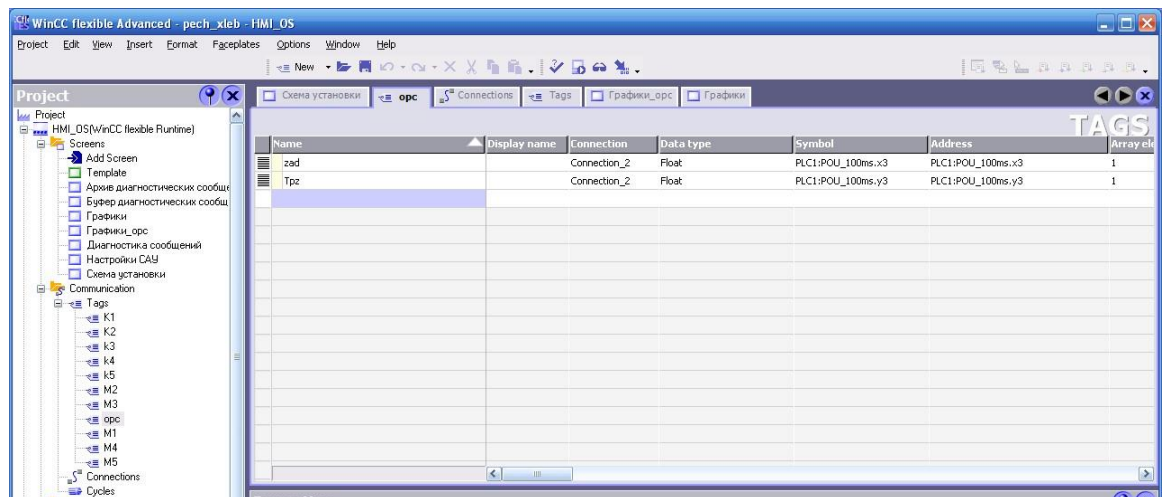 WinCC flexible Advanced - pech_xleb - HMI_OS
Project Edit View Insert Format Faceplates Options Window Help
New
Project
Схема установки opc Connections Tags Графики_opc Графики
TAGS
Project
HMI_OS(WinCC flexible Runtime)
Screens
Add Screen
Template
Архив диагностических сообще
Буфер диагностических сообщ
Графики
Графики_opc
Диагностика сообщений
Настройки САУ
Схема установки
Communication
Tags
K1
K2
k3
k4
k5
M2
M3
opc
M1
M4
M5
Connections
Cycles
Name Display name Connection Data type Symbol Address Array ele
zad Connection_2 Float PLC1:POU_100ms.x3 PLC1:POU_100ms.x3 1
Tpz Connection_2 Float PLC1:POU_100ms.y3 PLC1:POU_100ms.y3 1